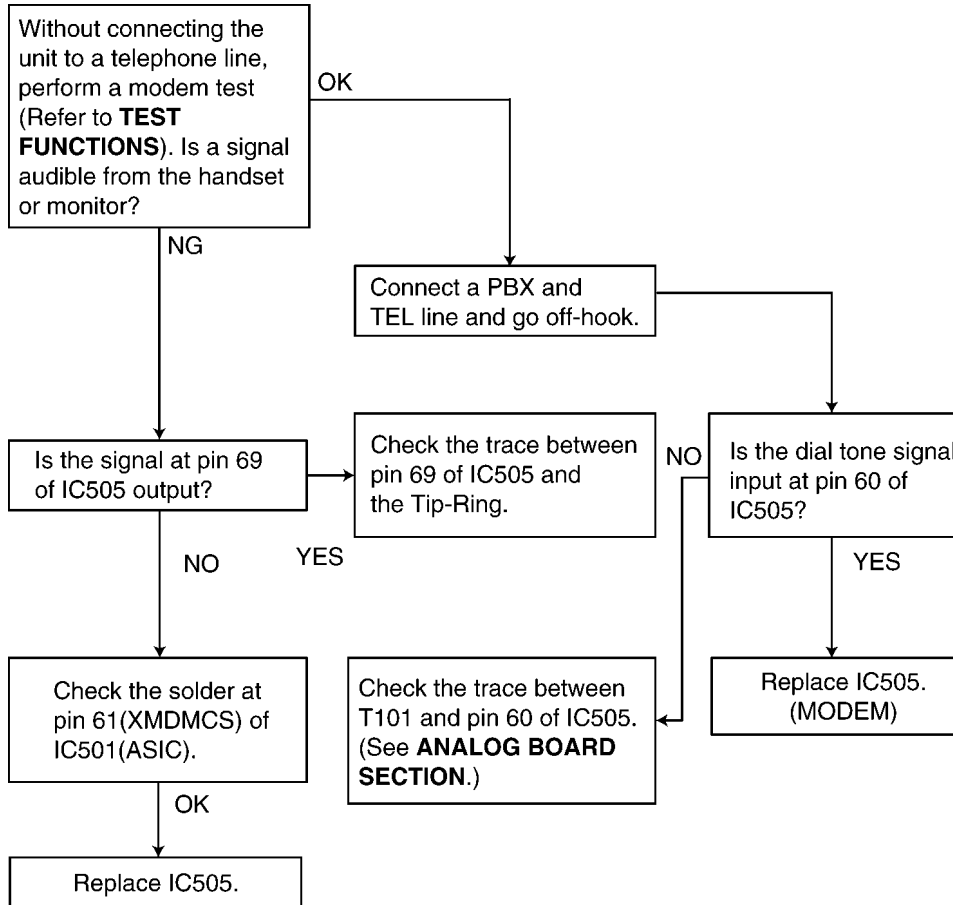 Without connecting the
unit to a telephone line,
perform a modem test
(Refer to TEST
FUNCTIONS). Is a signal
audible from the handset
or monitor?
OK
NG
Connect a PBX and
TEL line and go off-hook.
Is the signal at pin 69
of IC505 output?
YES
NO
Check the trace between
pin 69 of IC505 and
the Tip-Ring.
Is the dial tone signal
input at pin 60 of
IC505?
NO
YES
Check the solder at
pin 61(XMDMCS) of
IC501(ASIC).
OK
Check the trace between
T101 and pin 60 of IC505.
(See ANALOG BOARD
SECTION.)
Replace IC505.
(MODEM)
Replace IC505.